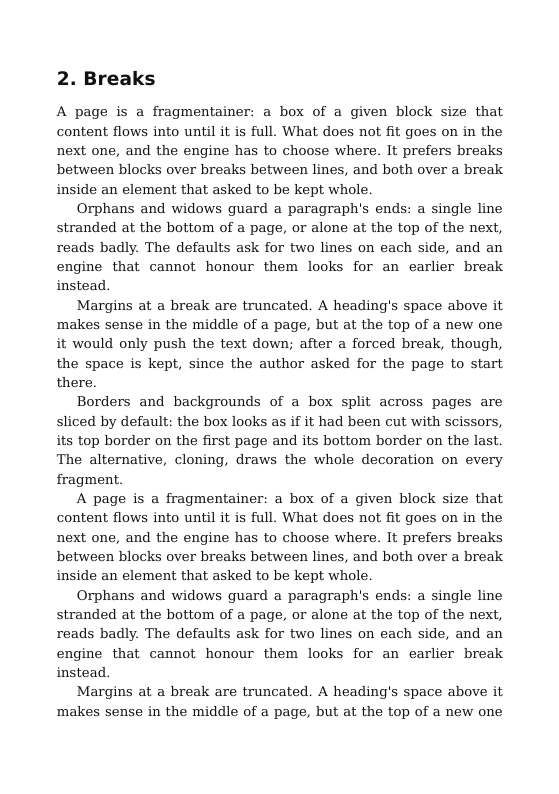 2. Breaks
A page is a fragmentainer: a box of a given block size that
content flows into until it is full. What does not fit goes on in the
next one, and the engine has to choose where. It prefers breaks
between blocks over breaks between lines, and both over a break
inside an element that asked to be kept whole.
Orphans and widows guard a paragraph's ends: a single line
stranded at the bottom of a page, or alone at the top of the next,
reads badly. The defaults ask for two lines on each side, and an
engine that cannot honour them looks for an earlier break
instead.
Margins at a break are truncated. A heading's space above it
makes sense in the middle of a page, but at the top of a new one
it would only push the text down; after a forced break, though,
the space is kept, since the author asked for the page to start
there.
Borders and backgrounds of a box split across pages are
sliced by default: the box looks as if it had been cut with scissors,
its top border on the first page and its bottom border on the last.
The alternative, cloning, draws the whole decoration on every
fragment.
A page is a fragmentainer: a box of a given block size that
content flows into until it is full. What does not fit goes on in the
next one, and the engine has to choose where. It prefers breaks
between blocks over breaks between lines, and both over a break
inside an element that asked to be kept whole.
Orphans and widows guard a paragraph's ends: a single line
stranded at the bottom of a page, or alone at the top of the next,
reads badly. The defaults ask for two lines on each side, and an
engine that cannot honour them looks for an earlier break
instead.
Margins at a break are truncated. A heading's space above it
makes sense in the middle of a page, but at the top of a new one